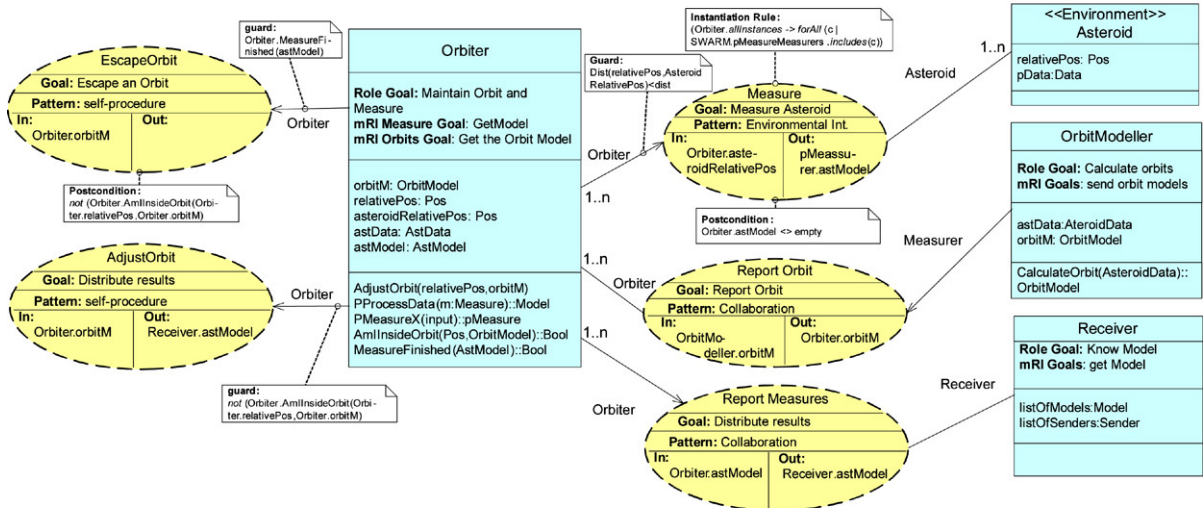 guard:
Orbiter.MeasureFi-
nished(astModel)
EscapeOrbit
Goal: Escape an Orbit
Pattern: self-procedure
In:
Out:
Orbiter.orbitM
Orbiter
Postcondition:
not (Orbiter.AmIInsideOrbit(Orbi-
ter.relativePos,Orbiter.orbitM)
AdjustOrbit
Goal: Distribute results
Pattern: self-procedure
In:
Out:
Orbiter.orbitM
Receiver.astModel
Orbiter
guard:
not (Orbiter.AmIInsideOrbit(Orbi-
ter.relativePos,Orbiter.orbitM)
Orbiter
Role Goal: Maintain Orbit and
Measure
mRI Measure Goal: GetModel
mRI Orbits Goal: Get the Orbit Model
orbitM: OrbitModel
relativePos: Pos
asteroidRelativePos: Pos
astData: AstData
astModel: AstModel
AdjustOrbit(relativePos,orbitM)
PProcessData(m:Measure)::Model
PMeasureX(input)::pMeasure
AmIInsideOrbit(Pos,OrbitModel)::Bool
MeasureFinished(AstModel)::Bool
Guard:
Dist(relativePos,Asteroid
RelativePos)<dist
Instantiation Rule:
(Orbiter.allInstances -> forAll (c |
SWARM.pMeasureMeasurers .includes(c))
Measure
Goal: Measure Asteroid
Pattern: Environmental Int.
In:
Out:
Orbiter.aste-
roidRelativePos
pMeassu-
rer.astModel
Orbiter
1..n
Asteroid
1..n
Postcondition:
Orbiter.astModel <> empty
1..n
Orbiter
Report Orbit
Goal: Report Orbit
Pattern: Collaboration
In:
Out:
OrbitMo-
deller.orbitM
Orbiter.orbitM
Measurer
1..n
Orbiter
Report Measures
Goal: Distribute results
Pattern: Collaboration
In:
Out:
Orbiter.astModel
Receiver.astModel
Receiver
<<Environment>>
Asteroid
relativePos: Pos
pData:Data
OrbitModeller
Role Goal: Calculate orbits
mRI Goals: send orbit models
astData:AteroidData
orbitM: OrbitModel
CalculateOrbit(AsteroidData)::
OrbitModel
Receiver
Role Goal: Know Model
mRI Goals: get Model
listOfModels:Model
listOfSenders:Sender